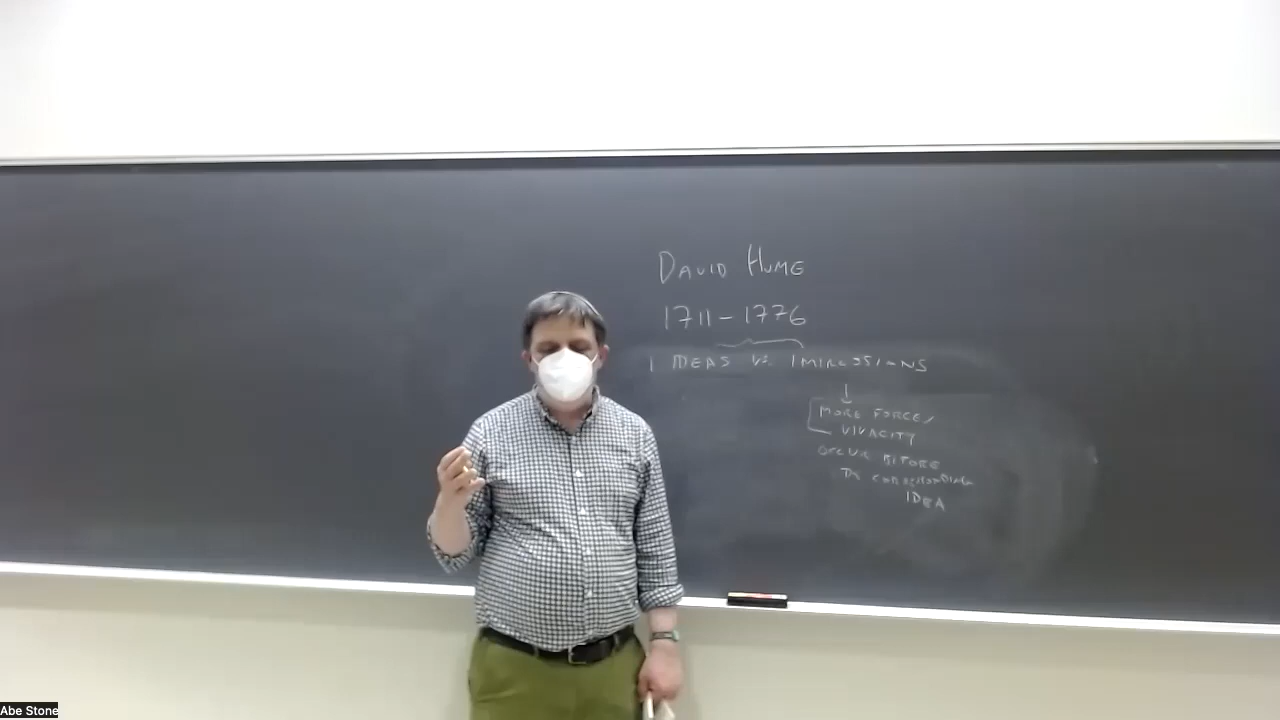 DAVID HUME
1711-1776
1 IDEAS VS. IMPRESSIONS
MORE FORCE/
VIVACITY
OCCUR BEFORE
THE CORRESPONDING
IDEA
Abe Stone